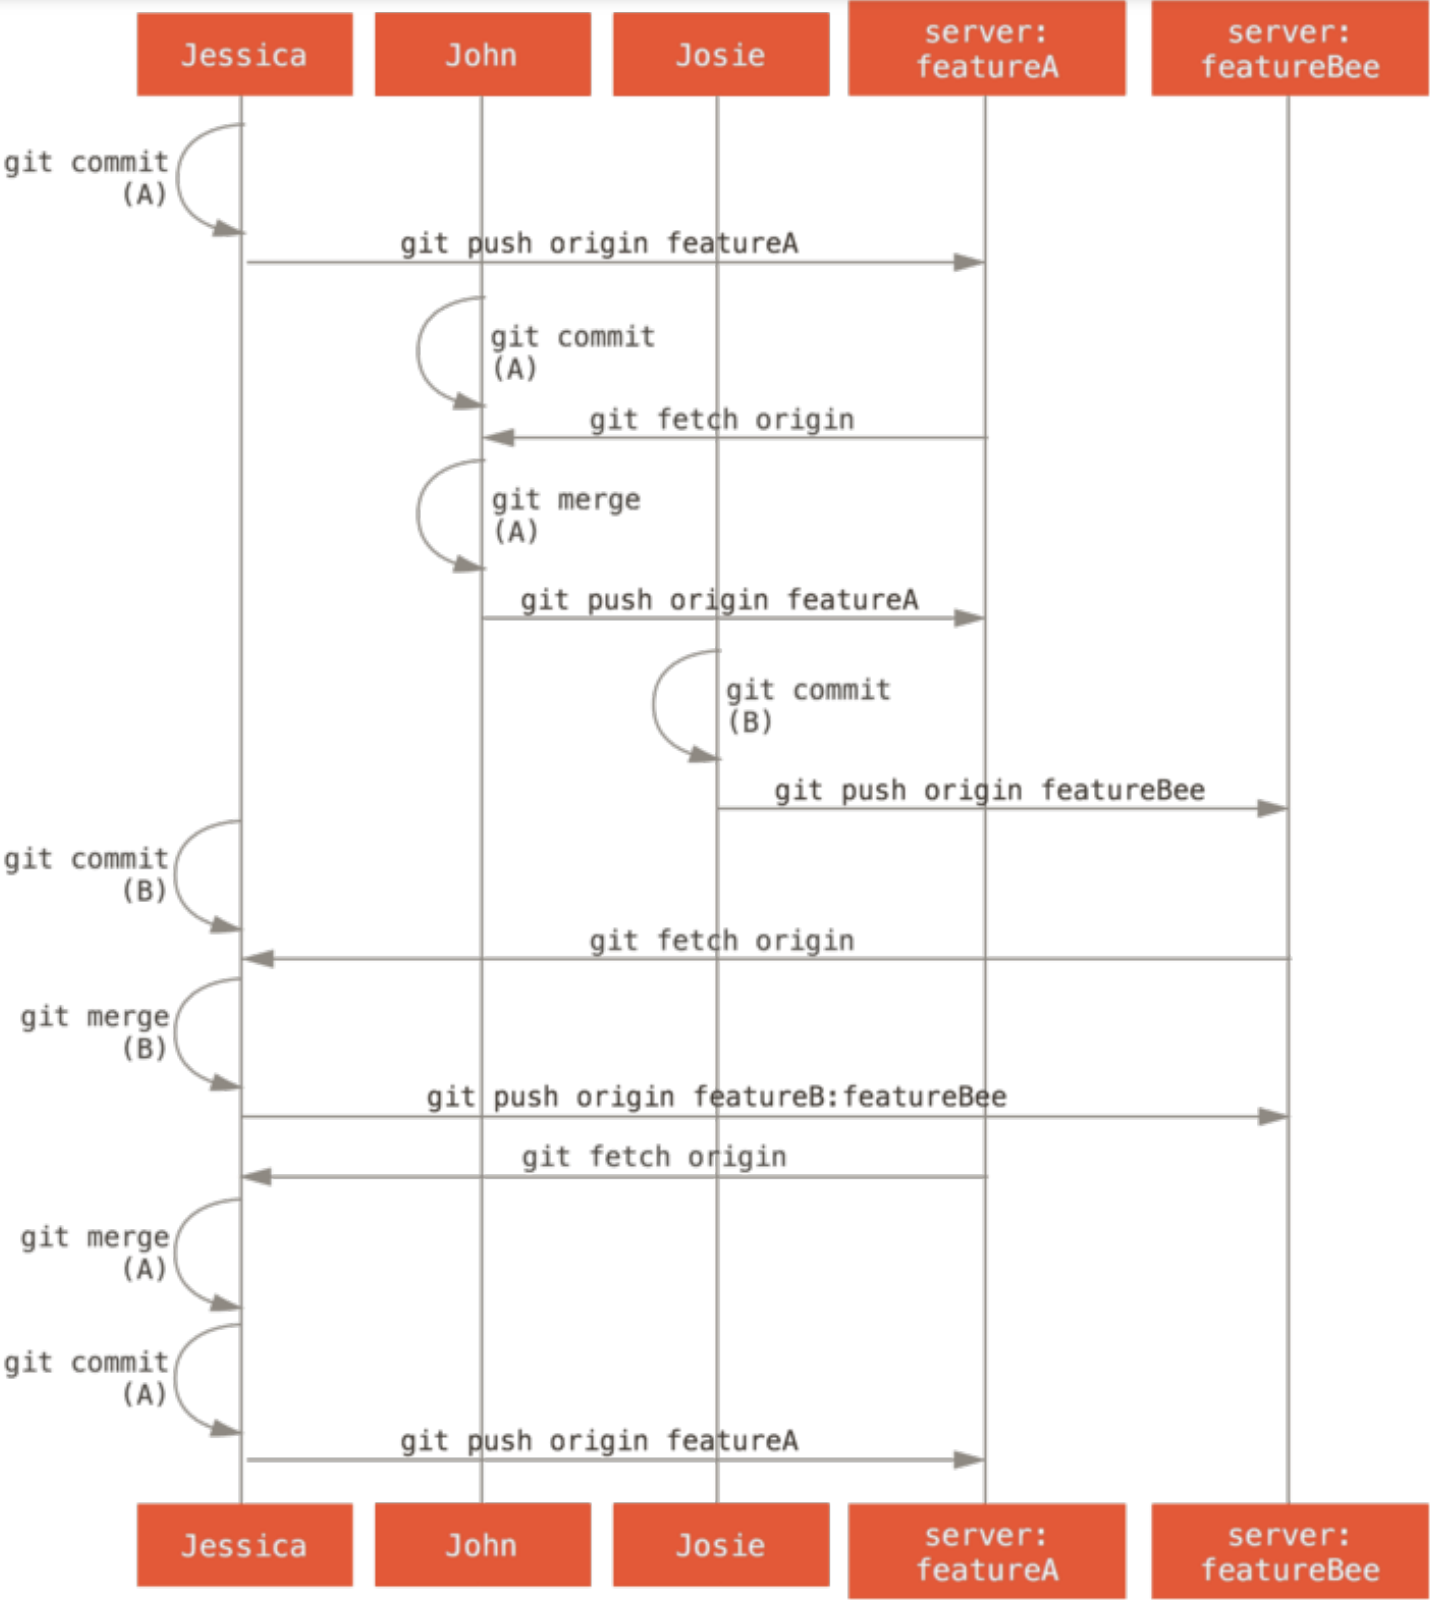 Jessica
John
Josie
server:
featureA
server:
featureBee
git commit
(A)
git push origin featureA
git commit
(A)
git fetch origin
git merge
(A)
git push origin featureA
git commit
(B)
git push origin featureBee
git commit
(B)
git fetch origin
git merge
(B)
git push origin featureB:featureBee
git fetch origin
git merge
(A)
git commit
(A)
git push origin featureA
Jessica
John
Josie
server:
featureA
server:
featureBee